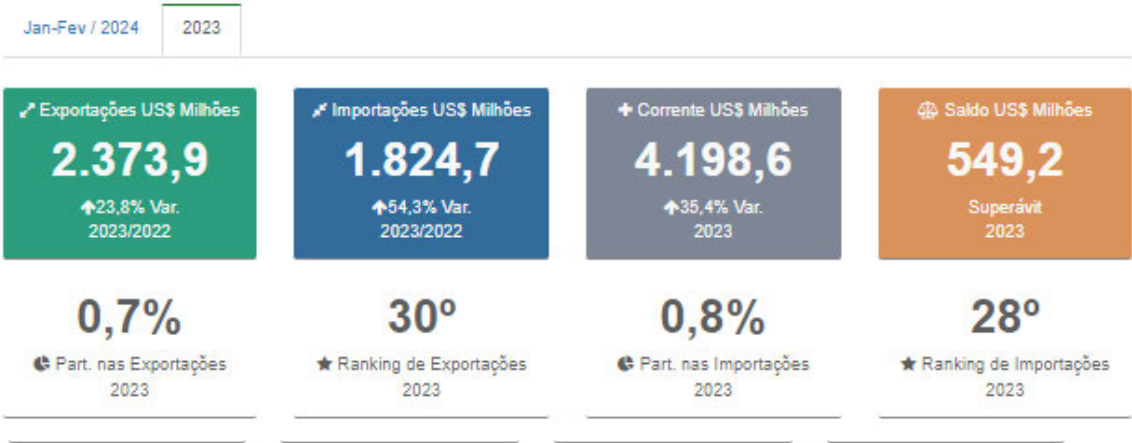 Jan-Fev / 2024
2023
Exportações US$ Milhões
2.373,9
23,8% Var.
2023/2022
Importações US$ Milhões
1.824,7
54,3% Var.
2023/2022
Corrente US$ Milhões
4.198,6
35,4% Var.
2023
Saldo US$ Milhões
549,2
Superávit
2023
0,7%
Part. nas Exportações
2023
30º
Ranking de Exportações
2023
0,8%
Part. nas Importações
2023
28º
Ranking de Importações
2023